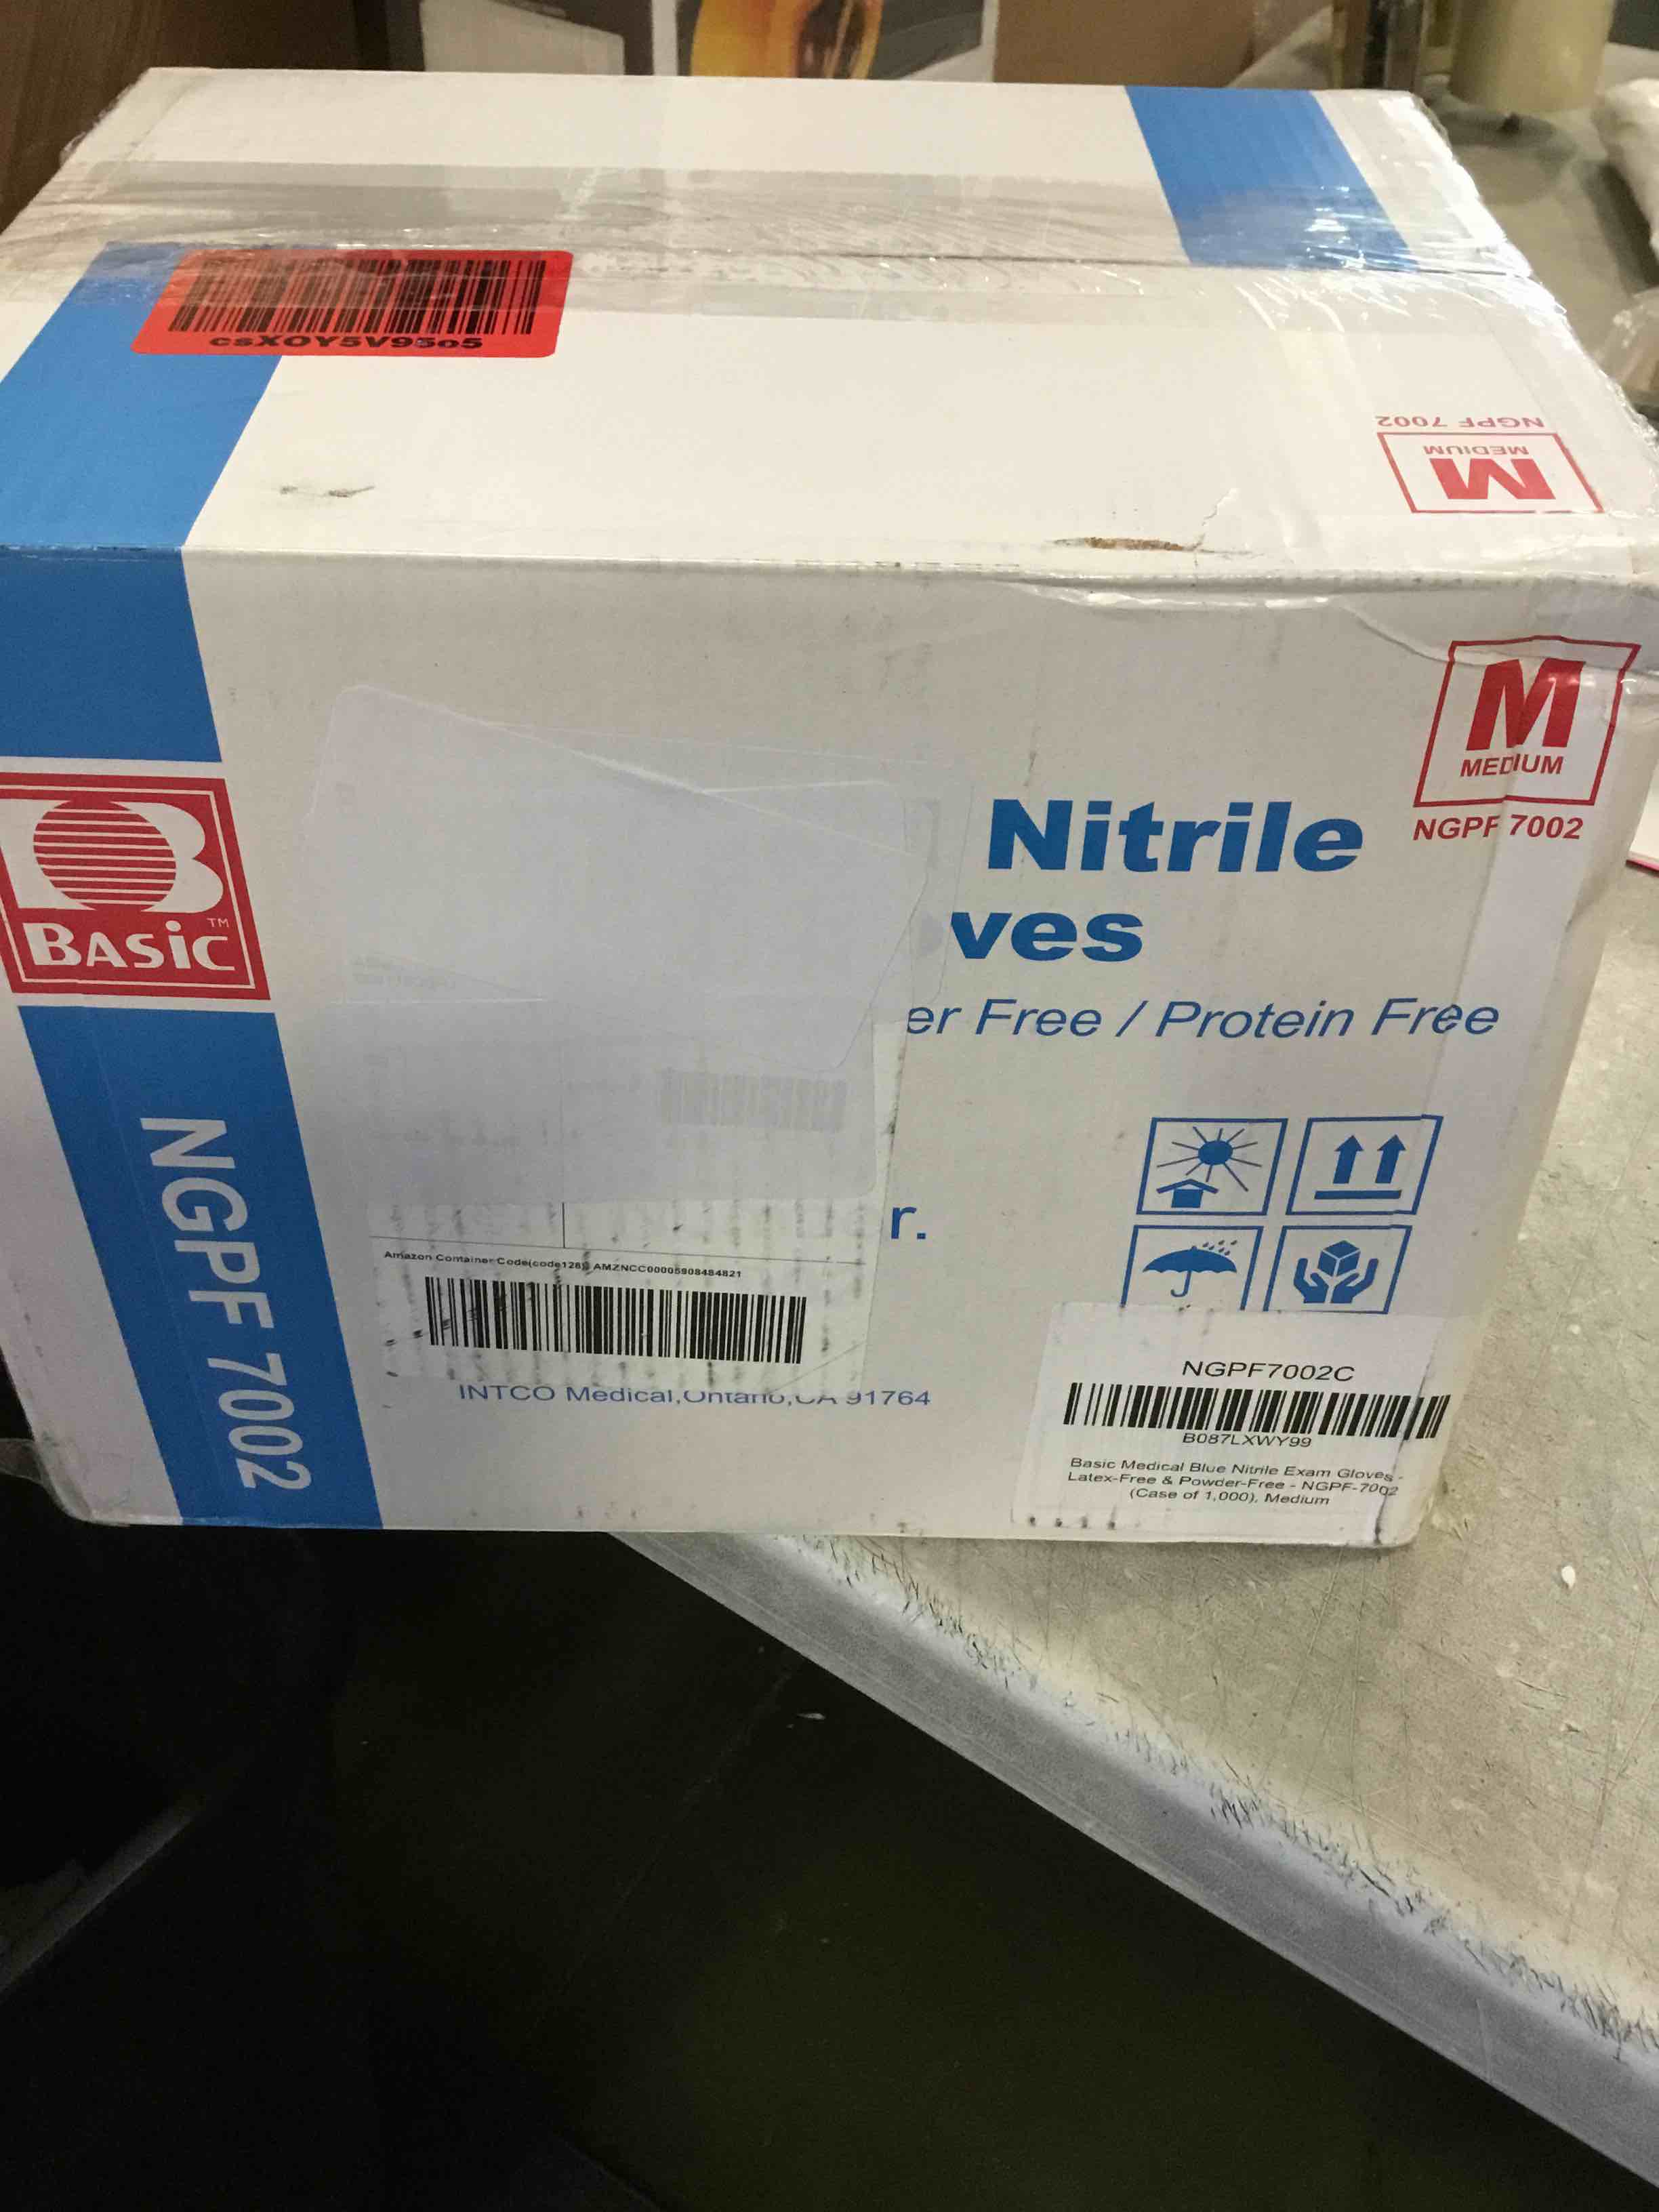 csXOY5V95o5
NGPF 7002
M
MEDIUM
M
MEDIUM
NGPF 7002
BASiC™
NGPF 7002
Nitrile
ves
er Free / Protein Free
r.
Amazon Container Code(code128): AMZNCC00005908484821
INTCO Medical,Ontario,CA 91764
NGPF7002C
B087LXWY99
Basic Medical Blue Nitrile Exam Gloves -
Latex-Free & Powder-Free - NGPF-7002
(Case of 1,000), Medium